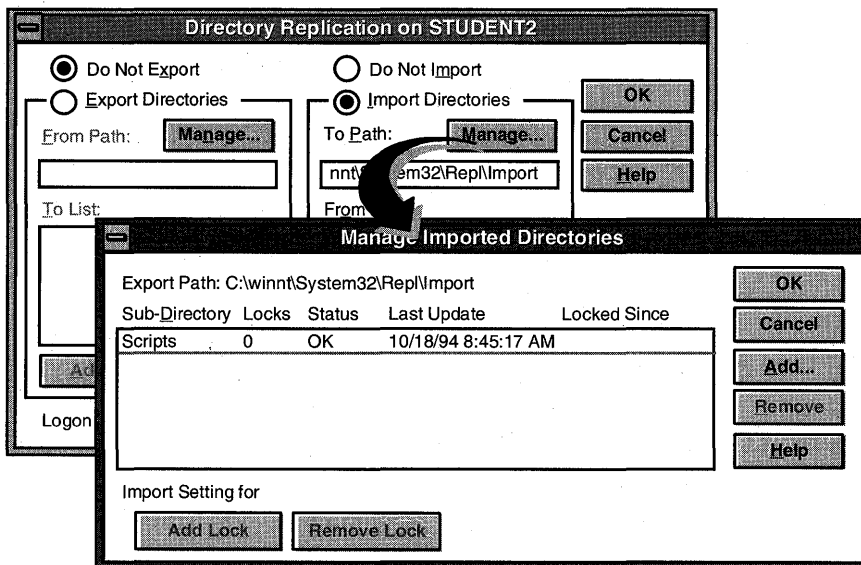 Directory Replication on STUDENT2
Do Not Export
Do Not Import
Export Directories
Import Directories
OK
From Path:
Manage...
To Path:
Manage...
Cancel
nnt\ em32\Repl\Import
Help
To List:
From
Manage Imported Directories
Export Path: C:\winnt\System32\Repl\Import
OK
Sub-Directory Locks Status Last Update Locked Since
Cancel
Scripts 0 OK 10/18/94 8:45:17 AM
Ad
Add...
Remove
Logon
Help
Import Setting for
Add Lock
Remove Lock